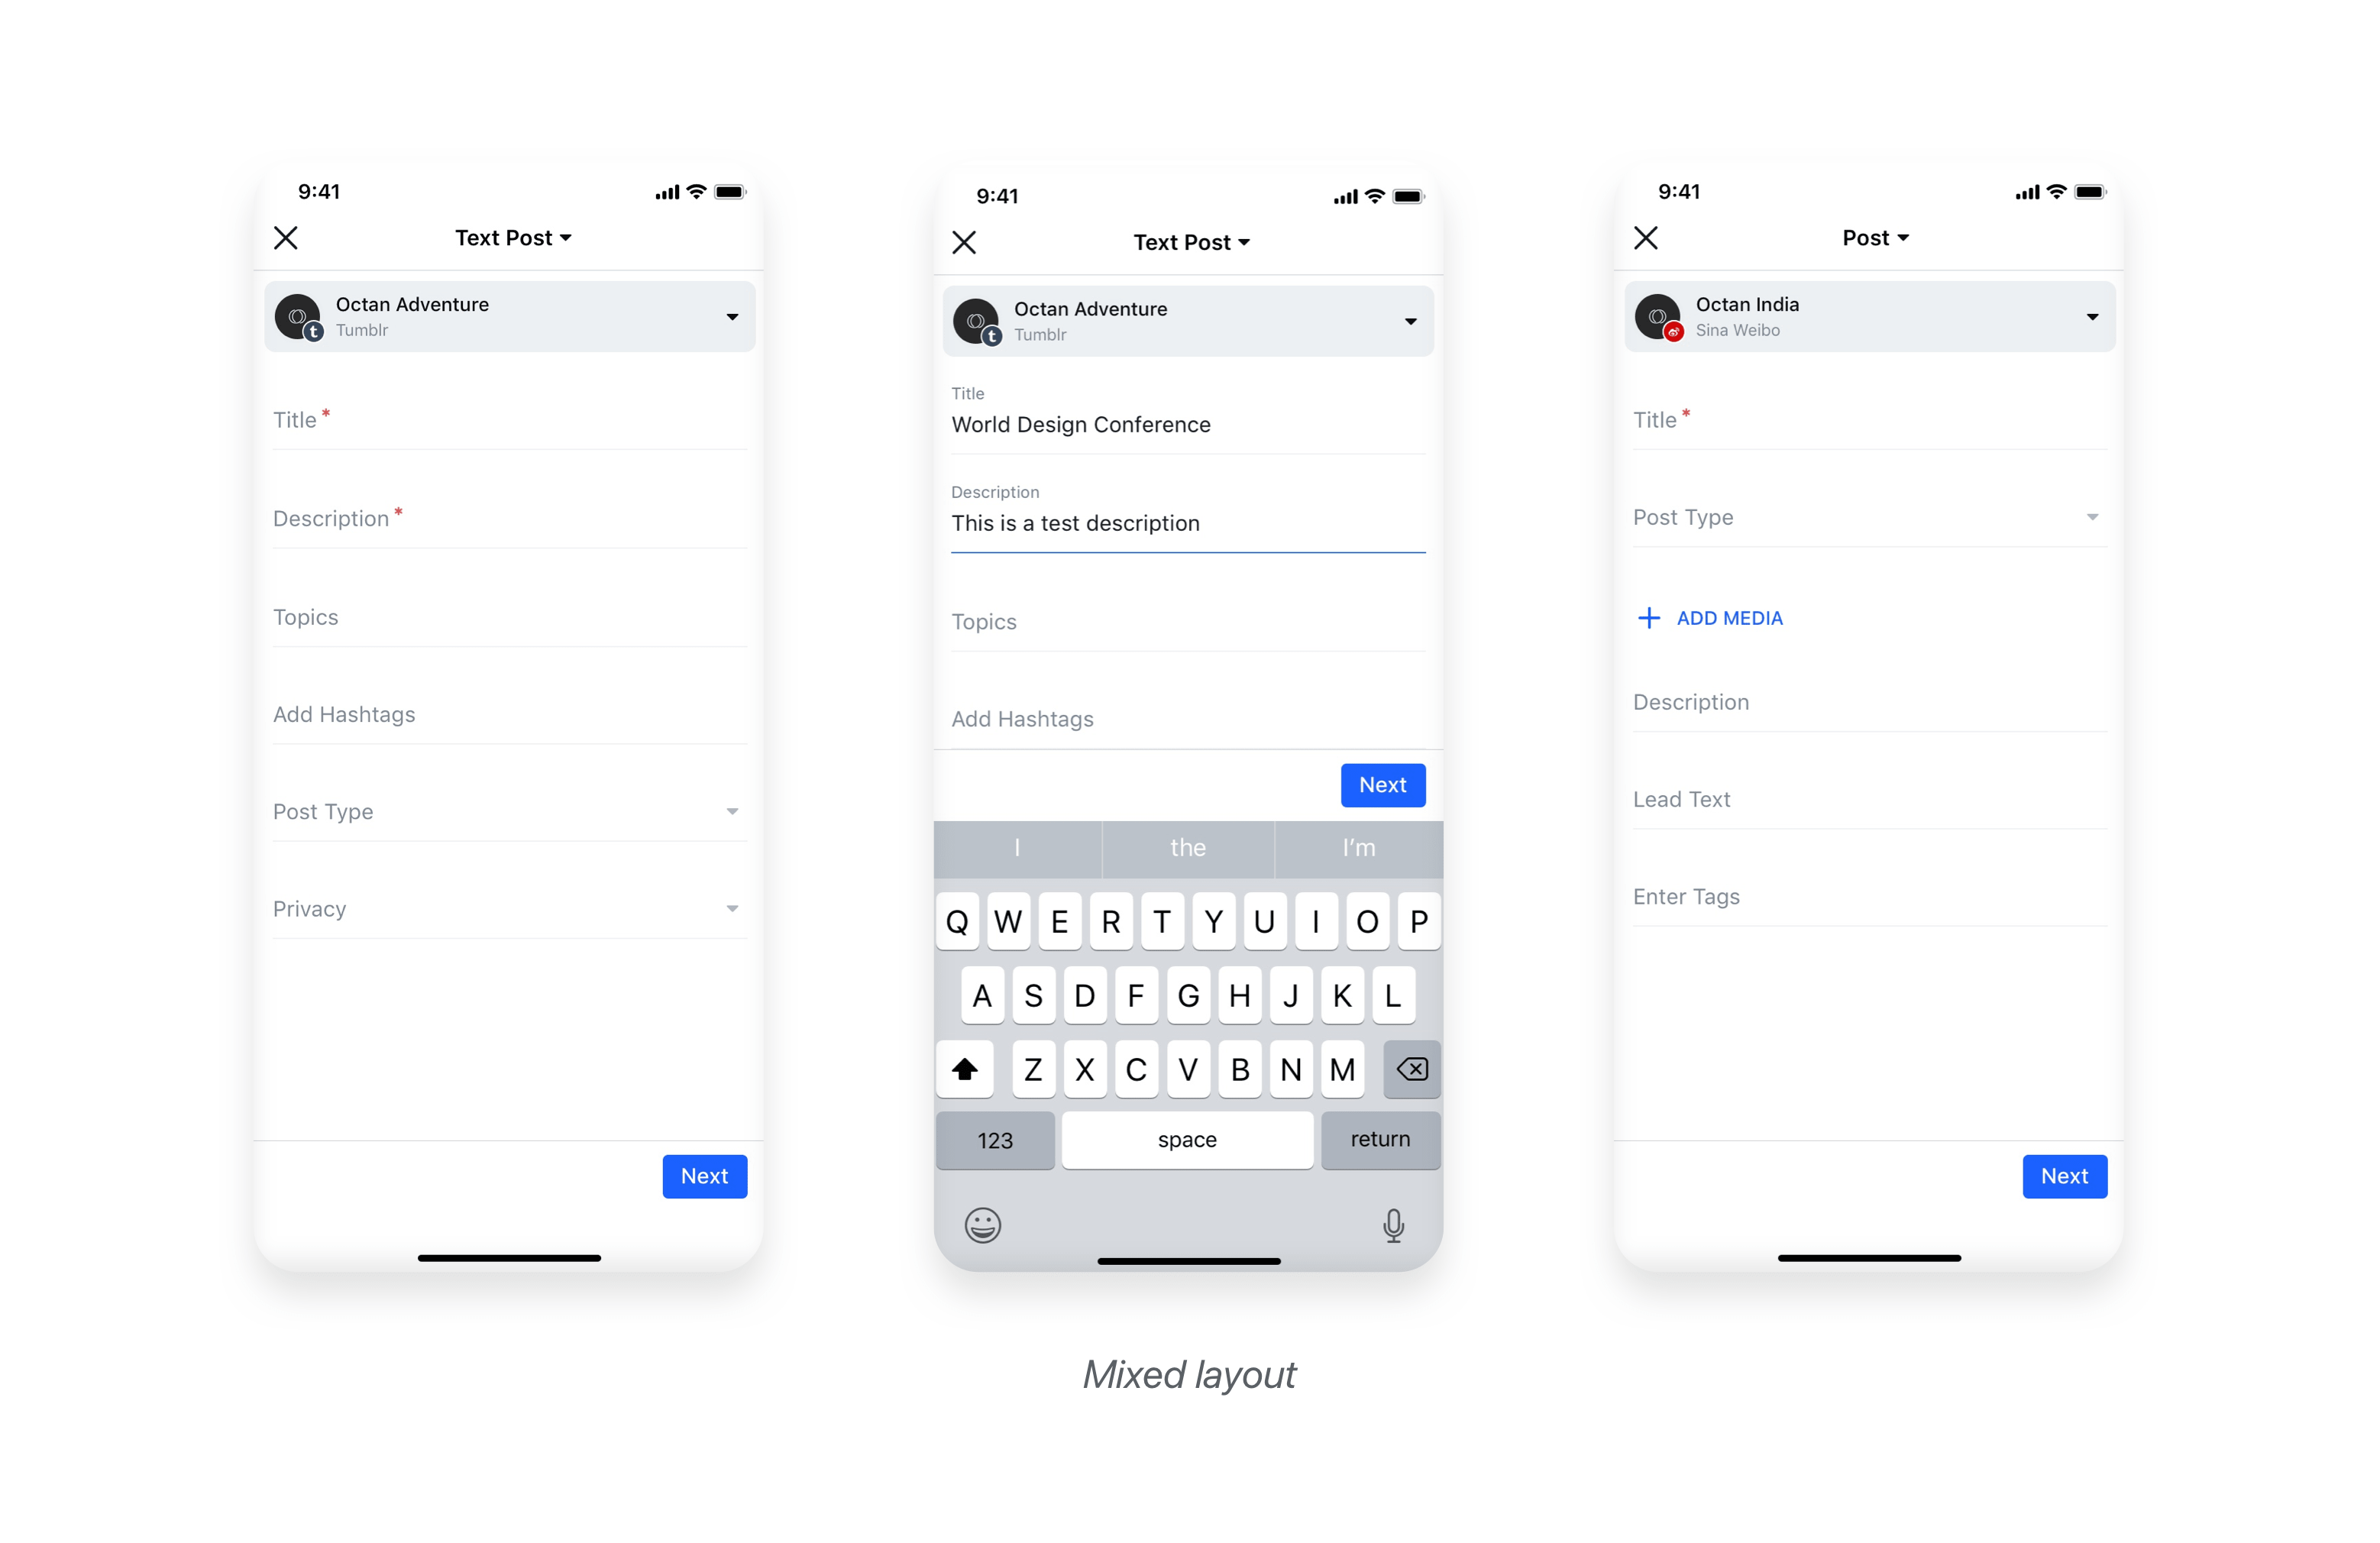 9:41
Text Post
Octan Adventure
Tumblr
Title *
Description *
Topics
Add Hashtags
Post Type
Privacy
Next
9:41
Text Post
Octan Adventure
Tumblr
Title
World Design Conference
Description
This is a test description
Topics
Add Hashtags
Next
I the I’m
Q W E R T Y U I O P
A S D F G H J K L
Z X C V B N M
123 space return
9:41
Post
Octan India
Sina Weibo
Title *
Post Type
+ ADD MEDIA
Description
Lead Text
Enter Tags
Next
Mixed layout